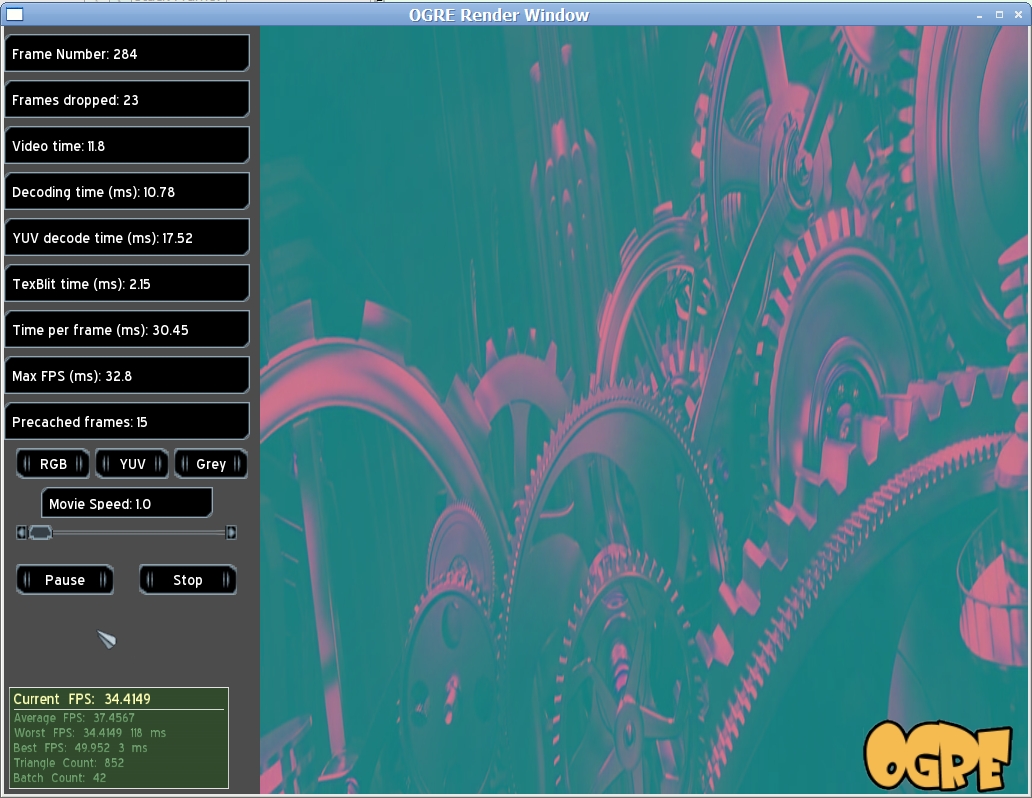 OGRE Render Window
Frame Number: 284
Frames dropped: 23
Video time: 11.8
Decoding time (ms): 10.78
YUV decode time (ms): 17.52
TexBlit time (ms): 2.15
Time per frame (ms): 30.45
Max FPS (ms): 32.8
Precached frames: 15
RGB YUV Grey
Movie Speed: 1.0
Pause Stop
Current FPS: 34.4149
Average FPS: 37.4567
Worst FPS: 34.4149 118 ms
Best FPS: 49.952 3 ms
Triangle Count: 852
Batch Count: 42
OGRE